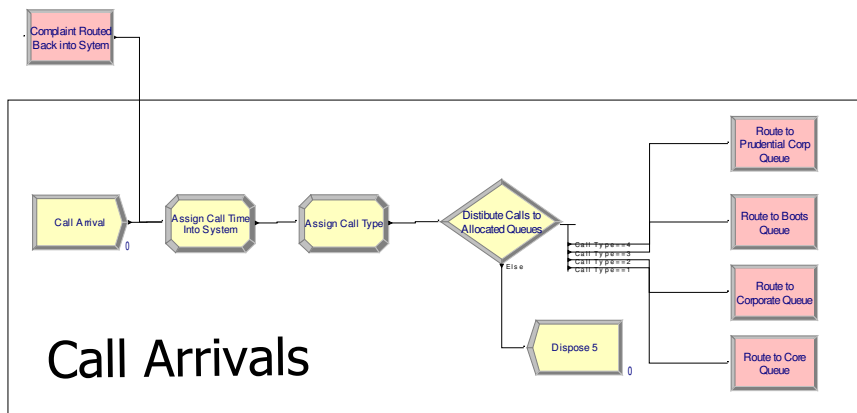 Complaint Routed
Back into Sytem
Route to
Prudential Corp
Queue
Call Arrival
0
Assign Call Time
Into System
Assign Call Type
Distibute Calls to
Allocated Queues
Call Type==4
Call Type==3
Call Type==2
Call Type==1
Else
Route to Boots
Queue
Route to
Corporate Queue
Dispose 5
0
Route to Core
Queue
Call Arrivals